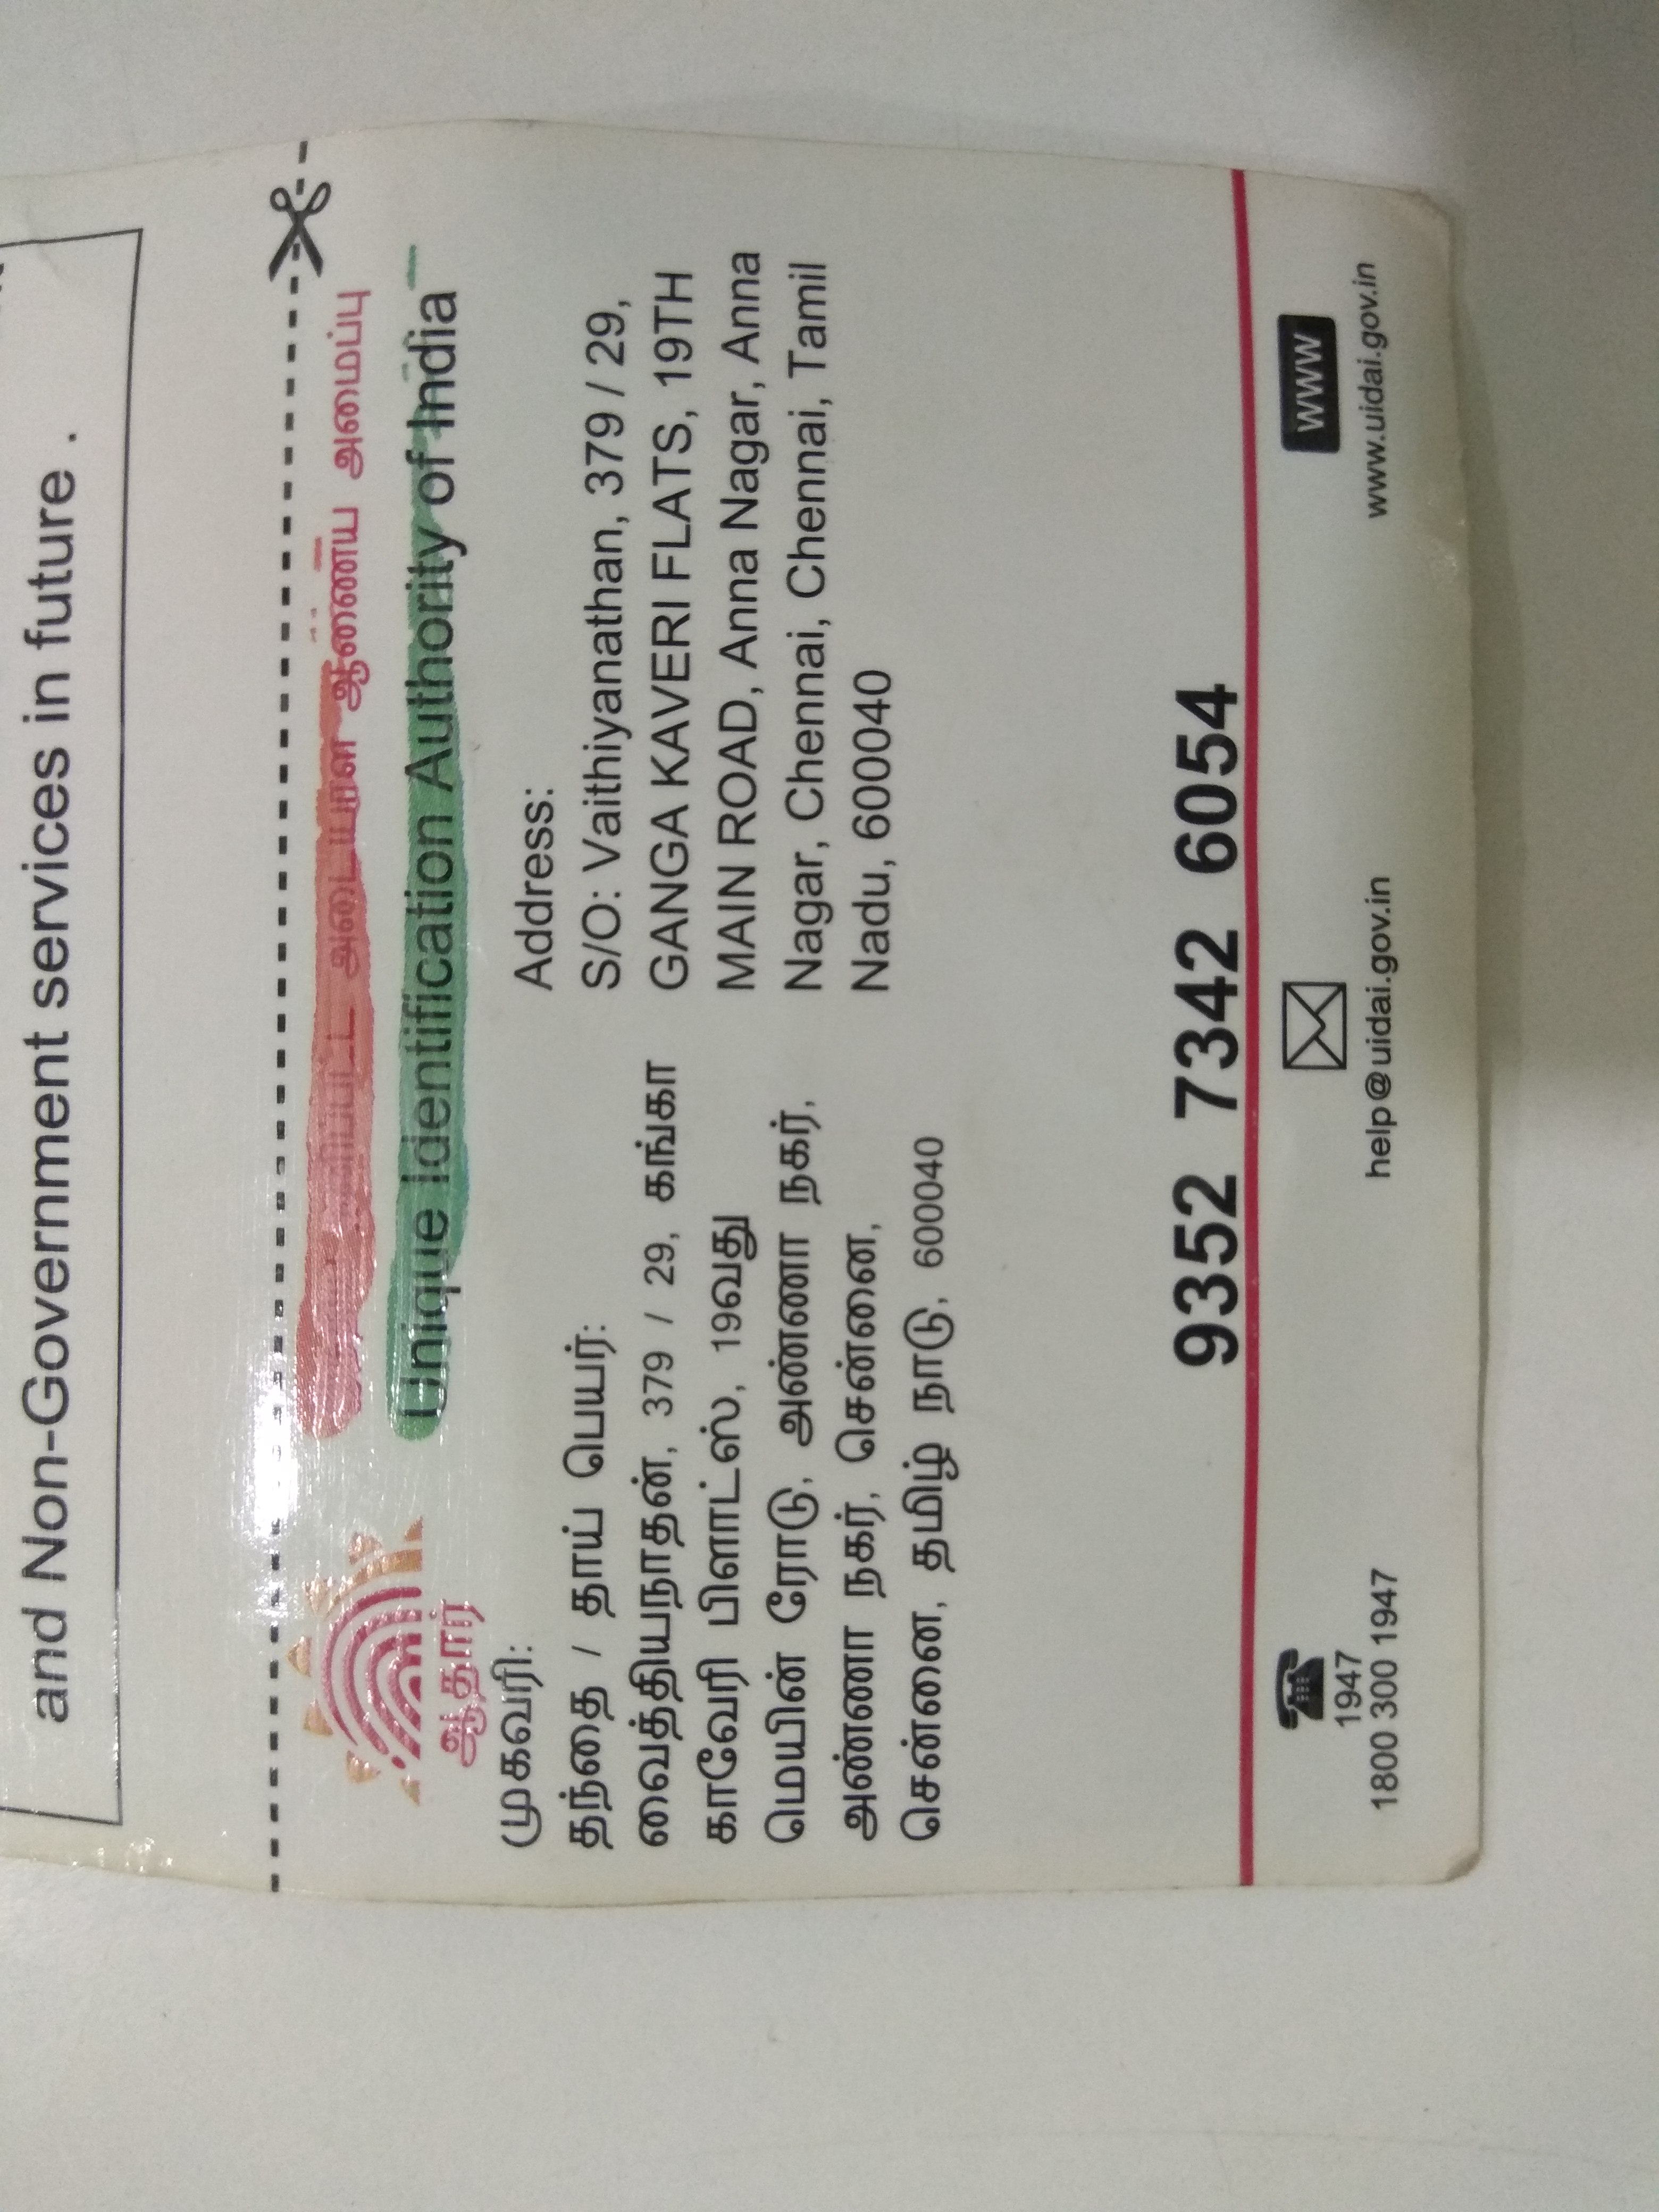 and Non-Government services in future .
அடையாள ஆணைய அமைப்பு
Unique Identification Authority of India
ஆதார்
முகவரி:
தந்தை / தாய் பெயர்:
வைத்தியநாதன், 379 / 29, கங்கா
காவேரி பிளாட்ஸ், 19வது
மெயின் ரோடு, அண்ணா நகர்,
அண்ணா நகர், சென்னை,
சென்னை, தமிழ் நாடு, 600040
Address:
S/O: Vaithiyanathan, 379 / 29,
GANGA KAVERI FLATS, 19TH
MAIN ROAD, Anna Nagar, Anna
Nagar, Chennai, Chennai, Tamil
Nadu, 600040
9352 7342 6054
1947
1800 300 1947
help@uidai.gov.in
WWW
www.uidai.gov.in